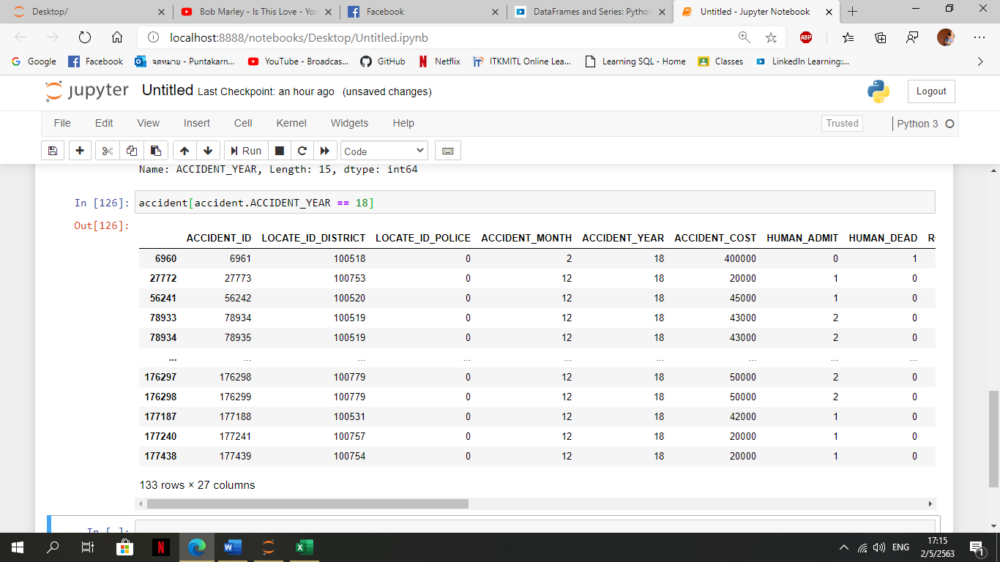 Desktop/
Bob Marley - Is This Love - You
Facebook
DataFrames and Series: Python
Untitled - Jupyter Notebook
localhost:8888/notebooks/Desktop/Untitled.ipynb
ABP
Google
Facebook
จดหมาย - Puntakarn...
YouTube - Broadcas...
GitHub
Netflix
ITKMITL Online Lea...
Learning SQL - Home
Classes
LinkedIn Learning:...
jupyter Untitled Last Checkpoint: an hour ago (unsaved changes)
Logout
File Edit View Insert Cell Kernel Widgets Help
Trusted
Python 3
Run
Code
Name: ACCIDENT_YEAR, Length: 15, dtype: int64
In [126]: accident[accident.ACCIDENT_YEAR == 18]
Out[126]:
ACCIDENT_ID LOCATE_ID_DISTRICT LOCATE_ID_POLICE ACCIDENT_MONTH ACCIDENT_YEAR ACCIDENT_COST HUMAN_ADMIT HUMAN_DEAD R
6960 6961 100518 0 2 18 400000 0 1
27772 27773 100753 0 12 18 20000 1 0
56241 56242 100520 0 12 18 45000 1 0
78933 78934 100519 0 12 18 43000 2 0
78934 78935 100519 0 12 18 43000 2 0
... ... ... ... ... ... ... ... ...
176297 176298 100779 0 12 18 50000 2 0
176298 176299 100779 0 12 18 50000 2 0
177187 177188 100531 0 12 18 42000 1 0
177240 177241 100757 0 12 18 20000 1 0
177438 177439 100754 0 12 18 20000 1 0
133 rows × 27 columns
In [ ]:
ENG
17:15
2/5/2563
1